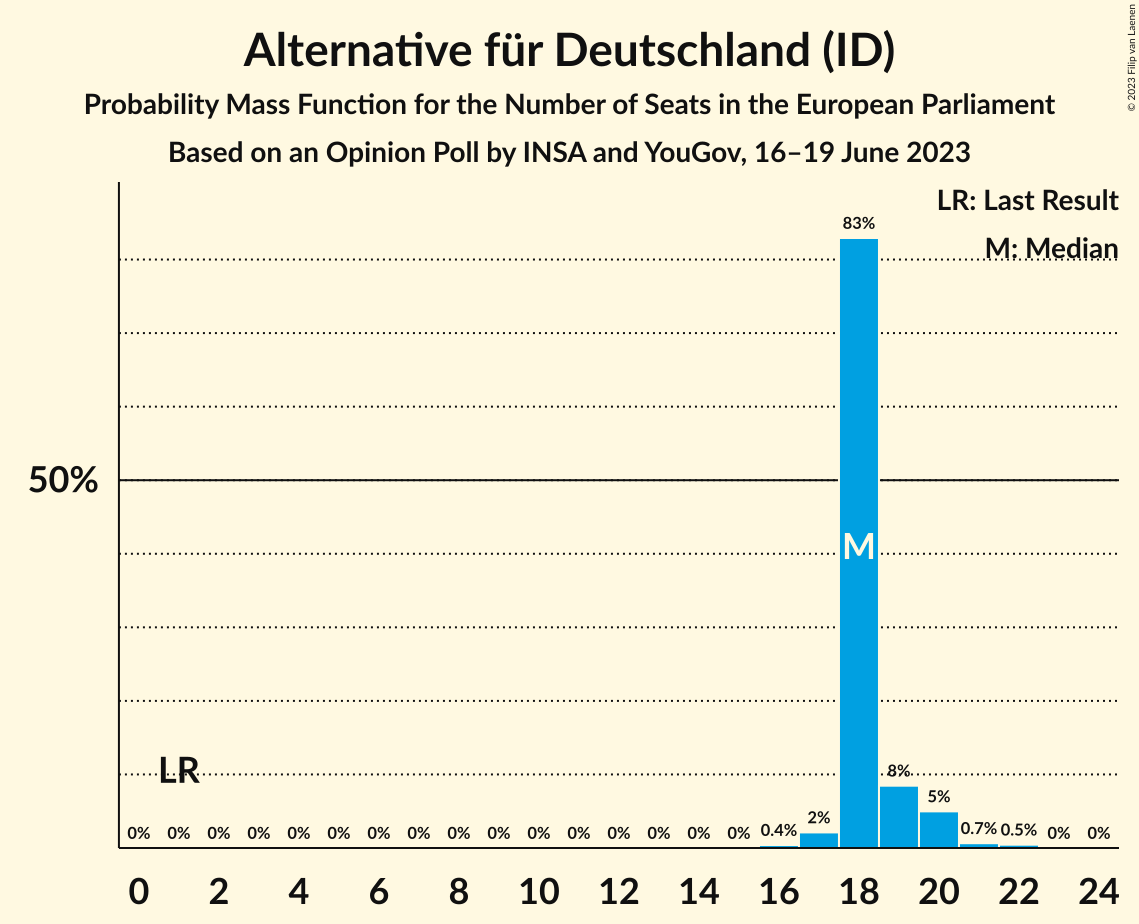 Alternative für Deutschland (ID)
Probability Mass Function for the Number of Seats in the European Parliament
Based on an Opinion Poll by INSA and YouGov, 16–19 June 2023
© 2023 Filip van Laenen
LR: Last Result
M: Median
83%
50%
M
LR
0% 0% 0% 0% 0% 0% 0% 0% 0% 0% 0% 0% 0% 0% 0% 0% 0.4% 2% 8% 5% 0.7% 0.5% 0% 0%
0 2 4 6 8 10 12 14 16 18 20 22 24